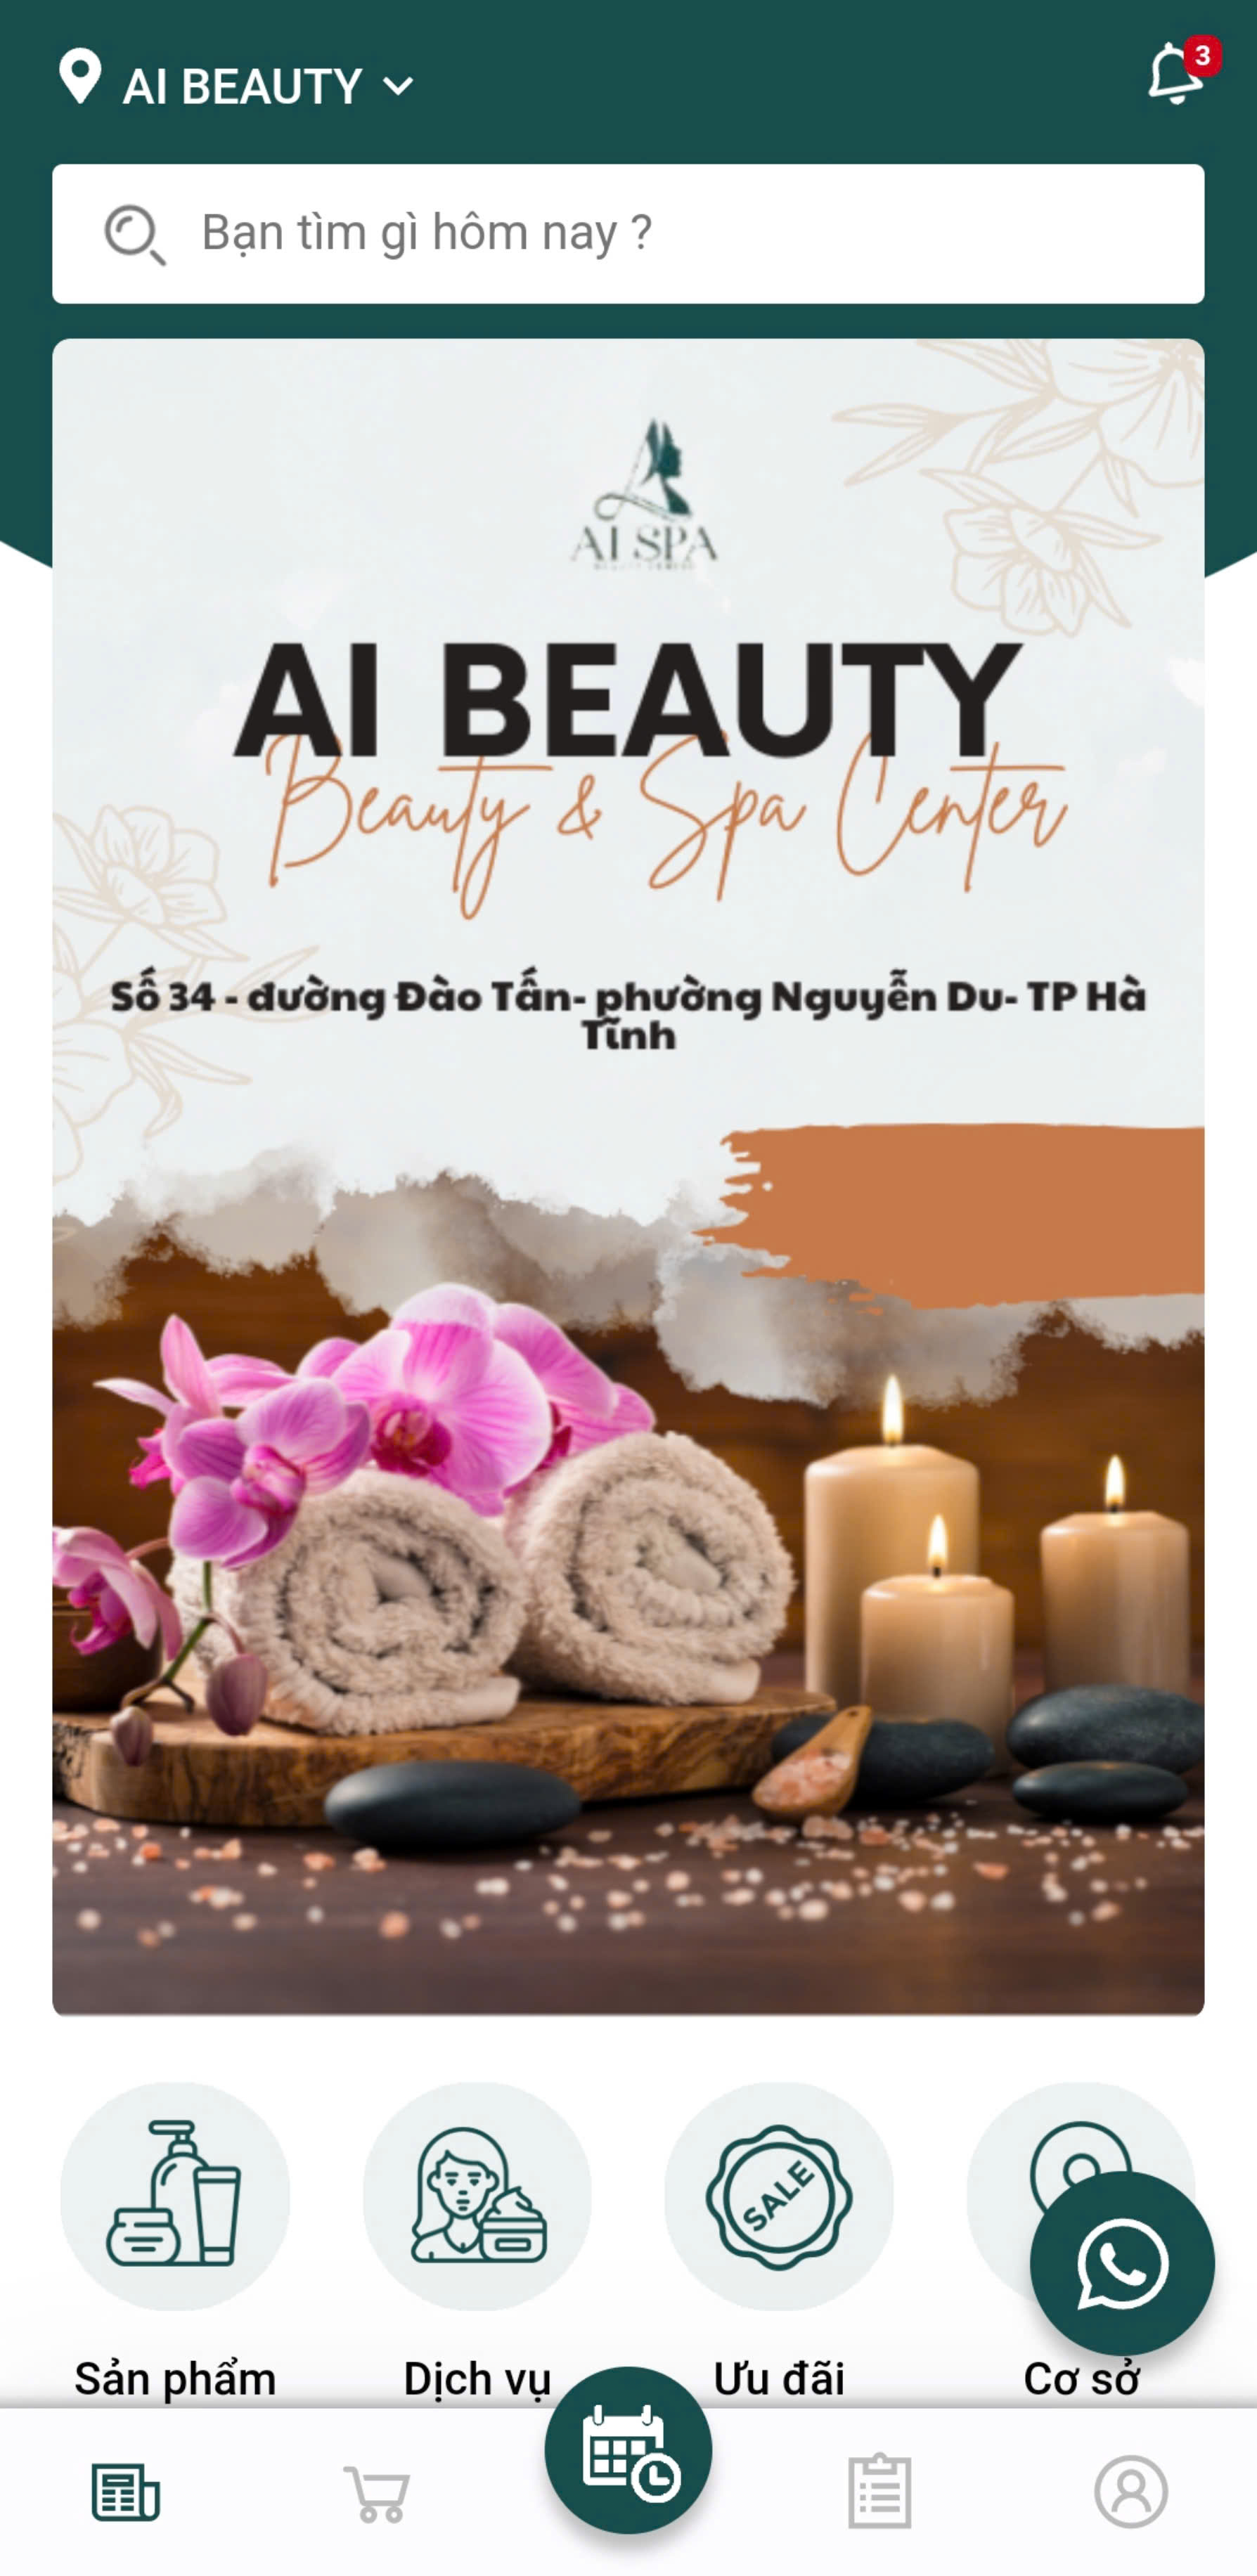 AI BEAUTY
3
Bạn tìm gì hôm nay ?
AI SPA
AI BEAUTY
Beauty & Spa Center
Số 34 - đường Đào Tấn- phường Nguyễn Du- TP Hà
Tĩnh
SALE
Sản phẩm
Dịch vụ
Ưu đãi
Cơ sở